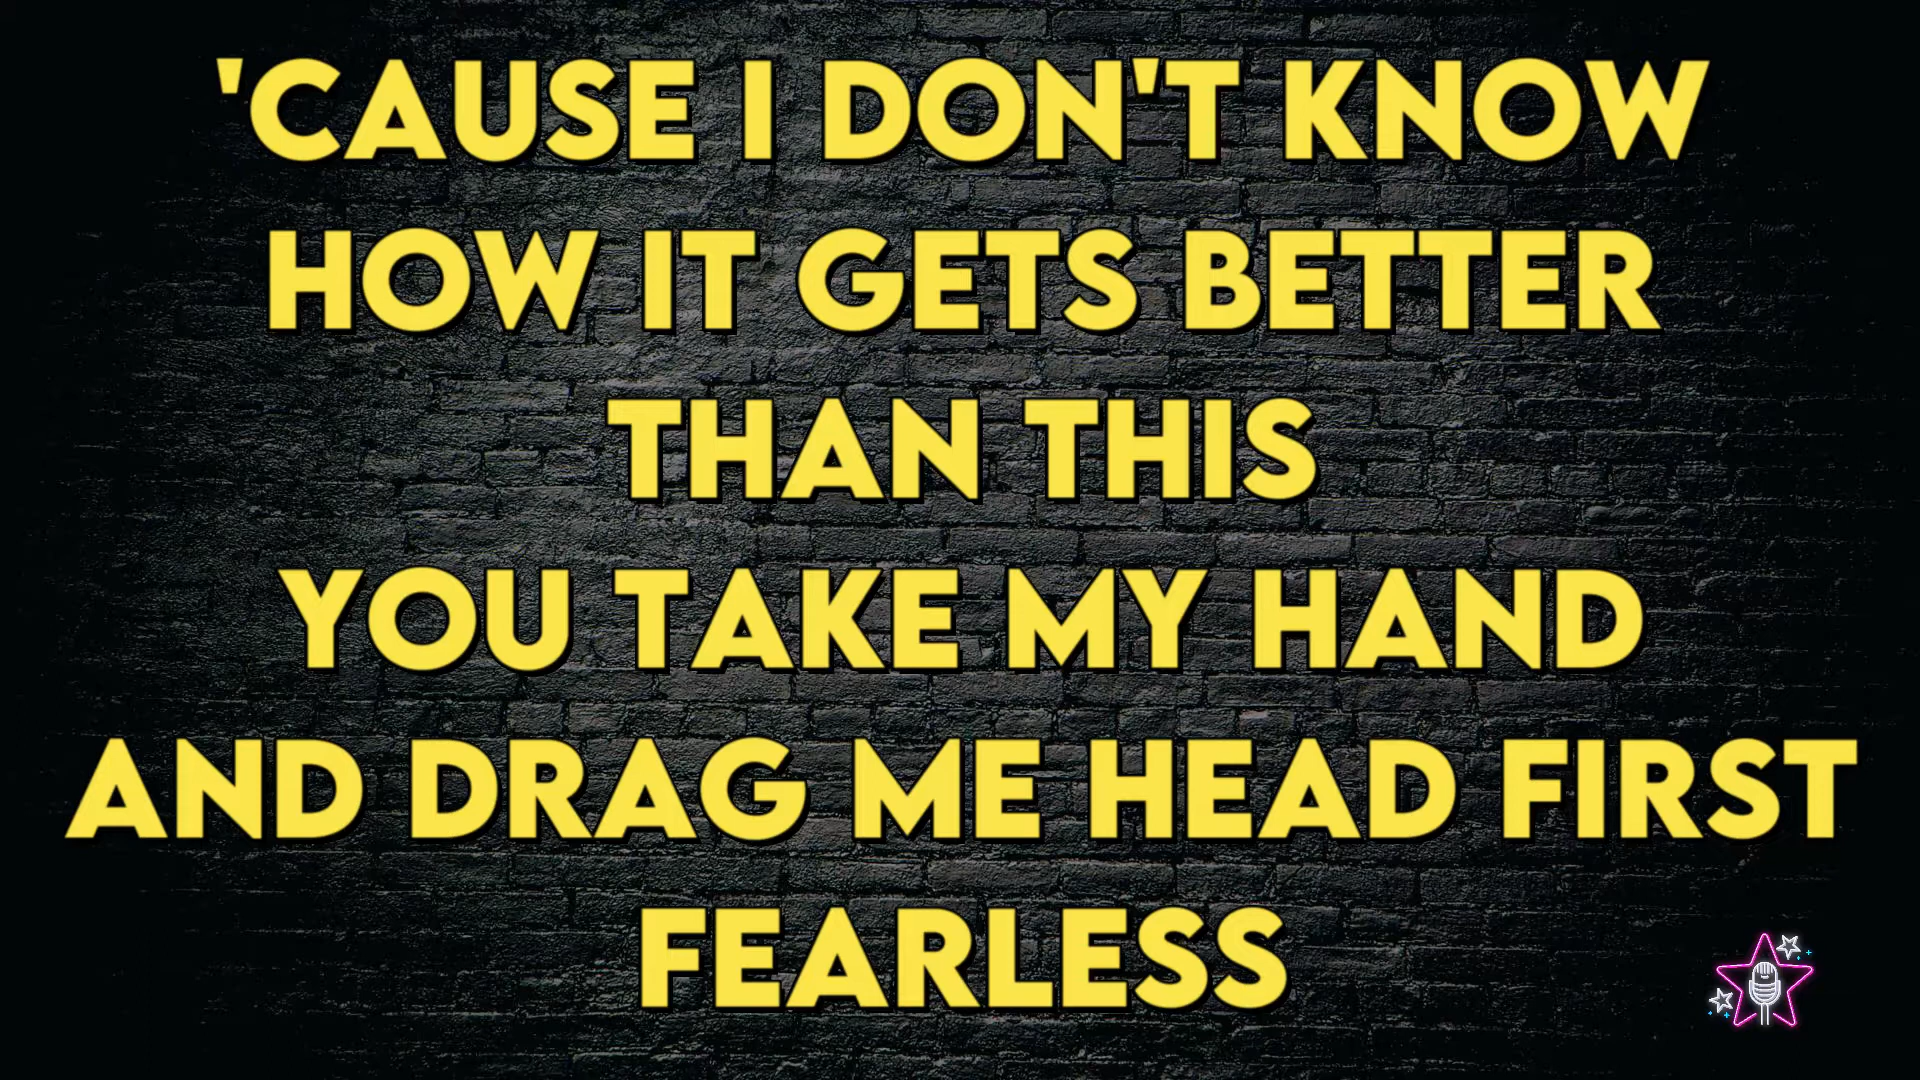 'CAUSE I DON'T KNOW
HOW IT GETS BETTER
THAN THIS
YOU TAKE MY HAND
AND DRAG ME HEAD FIRST
FEARLESS